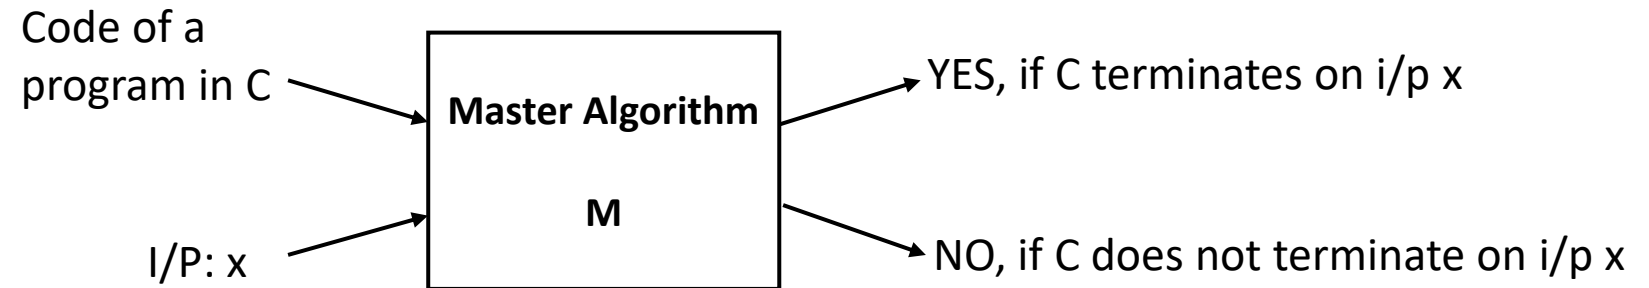 Code of a
program in C
I/P: x
Master Algorithm
M
YES, if C terminates on i/p x
NO, if C does not terminate on i/p x